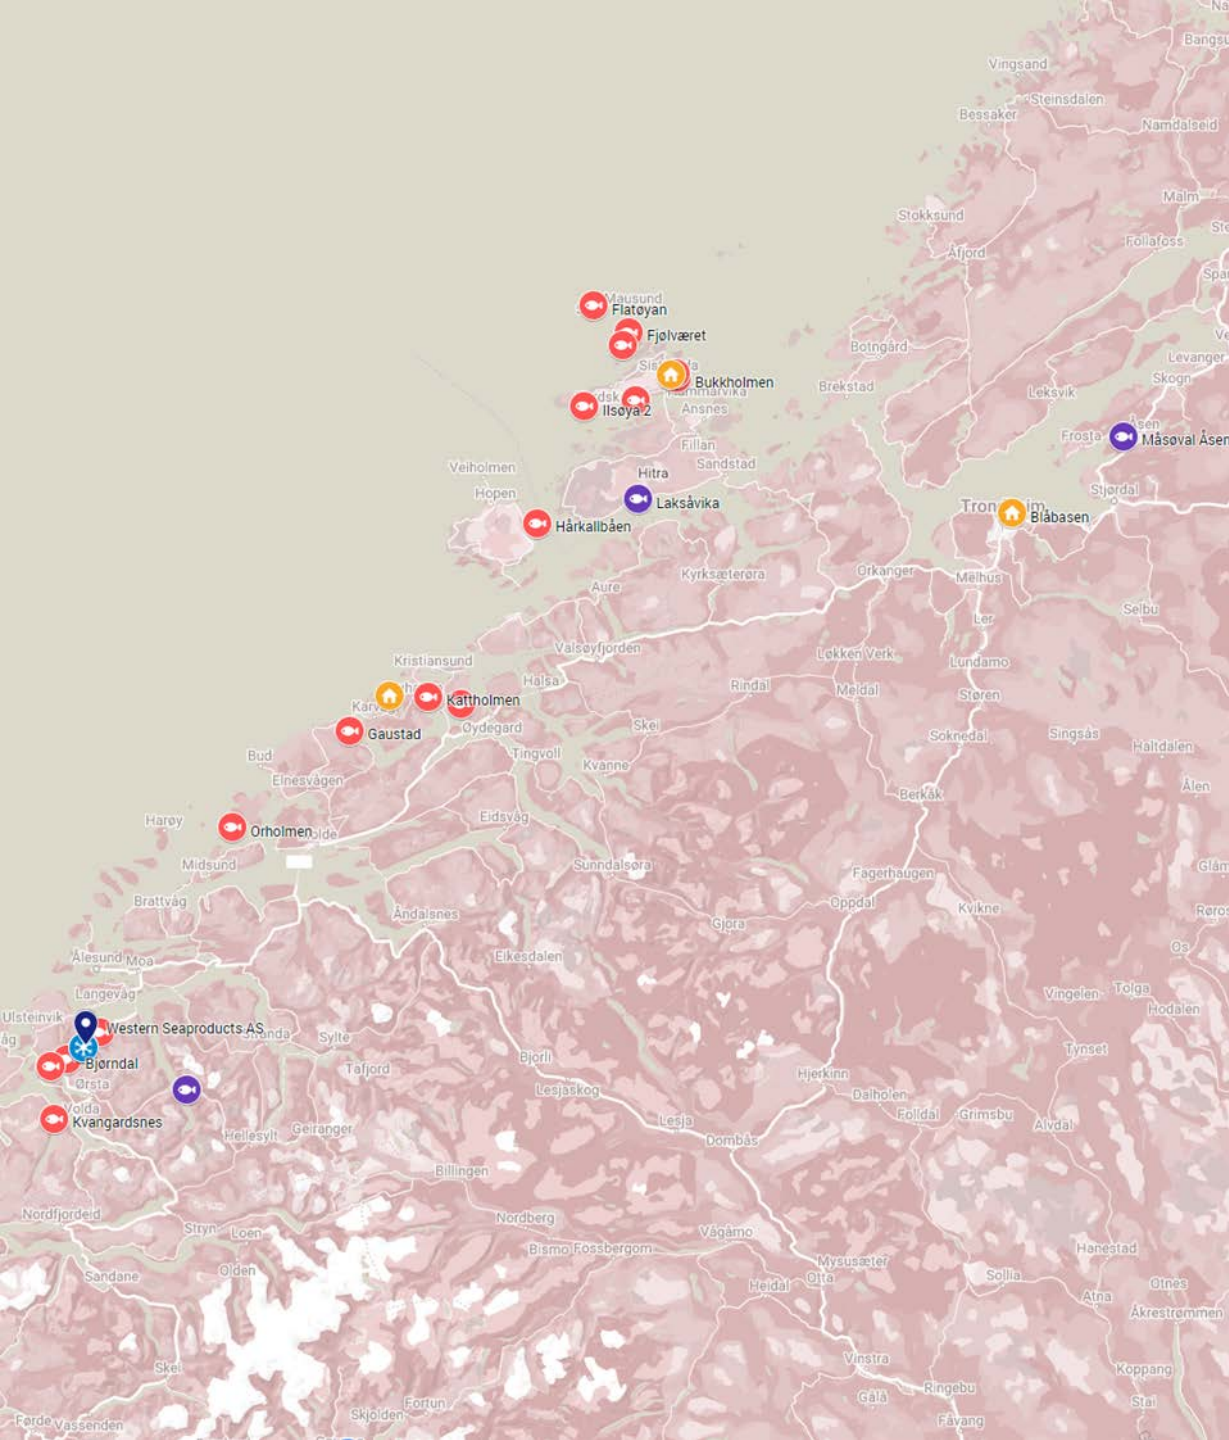 Bangsu
Vingsand
Steinsdalen
Bessaker
Namdalseid
Malm
Stokksund
Follafoss
Åfjord
Mausund
Flatøyan
Fjølværet
Botngård
Levanger
Bukkholmen
Brekstad
Skogn
Leksvik
Ilsøya 2
Ansnes
Åsen
Frosta
Måsøval Åsen
Fillan
Sandstad
Veiholmen
Hitra
Hopen
Laksåvika
Stjørdal
Blåbasen
Hårkallbåen
Kyrksæterøra
Orkanger
Melhus
Aure
Selbu
Ler
Valsøyfjorden
Kristiansund
Løkken Verk
Lundamo
Halsa
Rindal
Meldal
Støren
Kattholmen
Øydegard
Skei
Gaustad
Soknedal
Singsås
Haltdalen
Bud
Tingvoll
Kvanne
Elnesvågen
Ålen
Berkåk
Harøy
Orholmen
Eidsvåg
Midsund
Sunndalsøra
Fagerhaugen
Brattvåg
Oppdal
Kvikne
Åndalsnes
Gjøra
Os
Ålesund
Moa
Eikesdalen
Langevåg
Vingelen
Tolga
Hodalen
Ulsteinvik
Western Seaproducts AS
Sylte
Tynset
Bjørndal
Bjorli
Tafjord
Hjerkinn
Ørsta
Lesjaskog
Dalholen
Volda
Folldal
Grimsbu
Kvangardsnes
Lesja
Alvdal
Hellesylt
Geiranger
Dombås
Billingen
Nordfjordeid
Nordberg
Stryn
Loen
Vågåmo
Bismo
Fossbergom
Hanestad
Mysusæter
Olden
Sandane
Otta
Sollia
Heidal
Otnes
Atna
Åkrestrømmen
Vinstra
Skei
Koppang
Ringebu
Gålå
Fortun
Stai
Skjolden
Førde
Vassenden
Fåvang